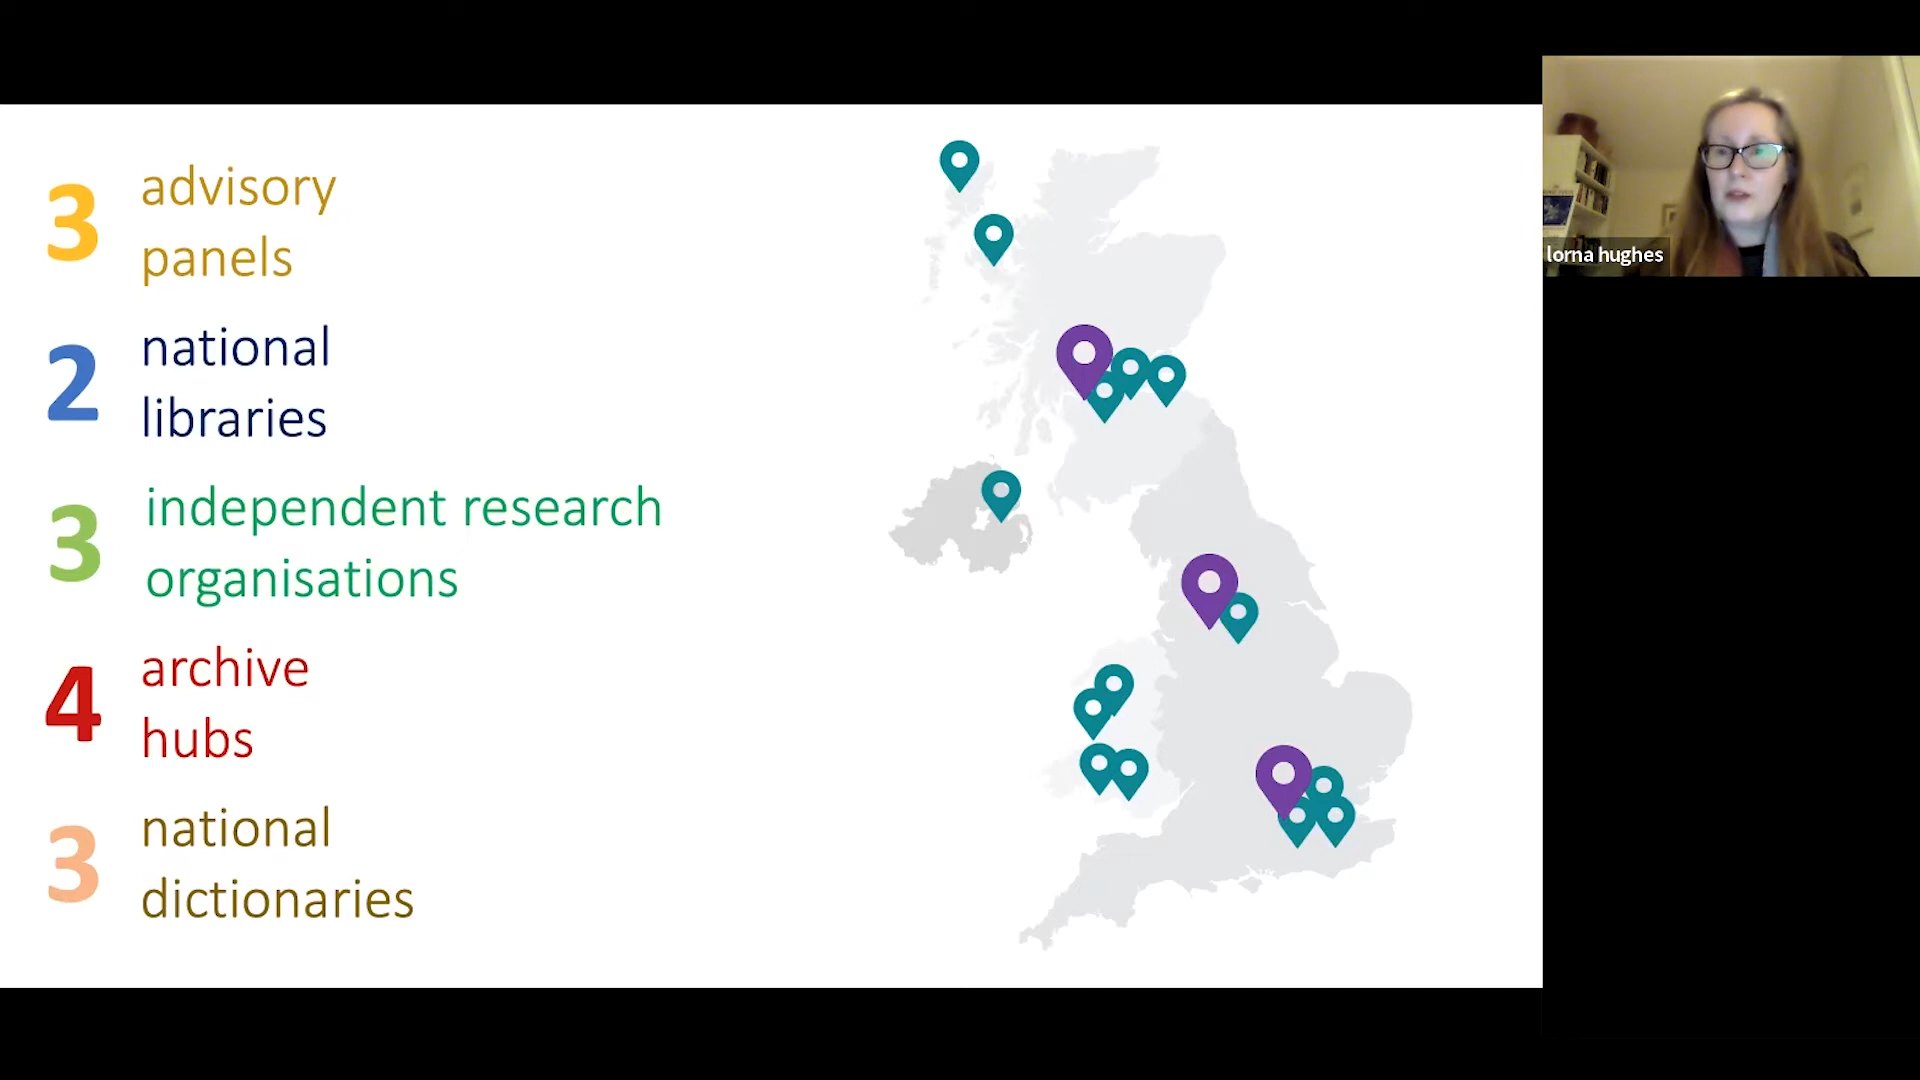 3
advisory
panels
2
national
libraries
3
independent research
organisations
4
archive
hubs
3
national
dictionaries
lorna hughes